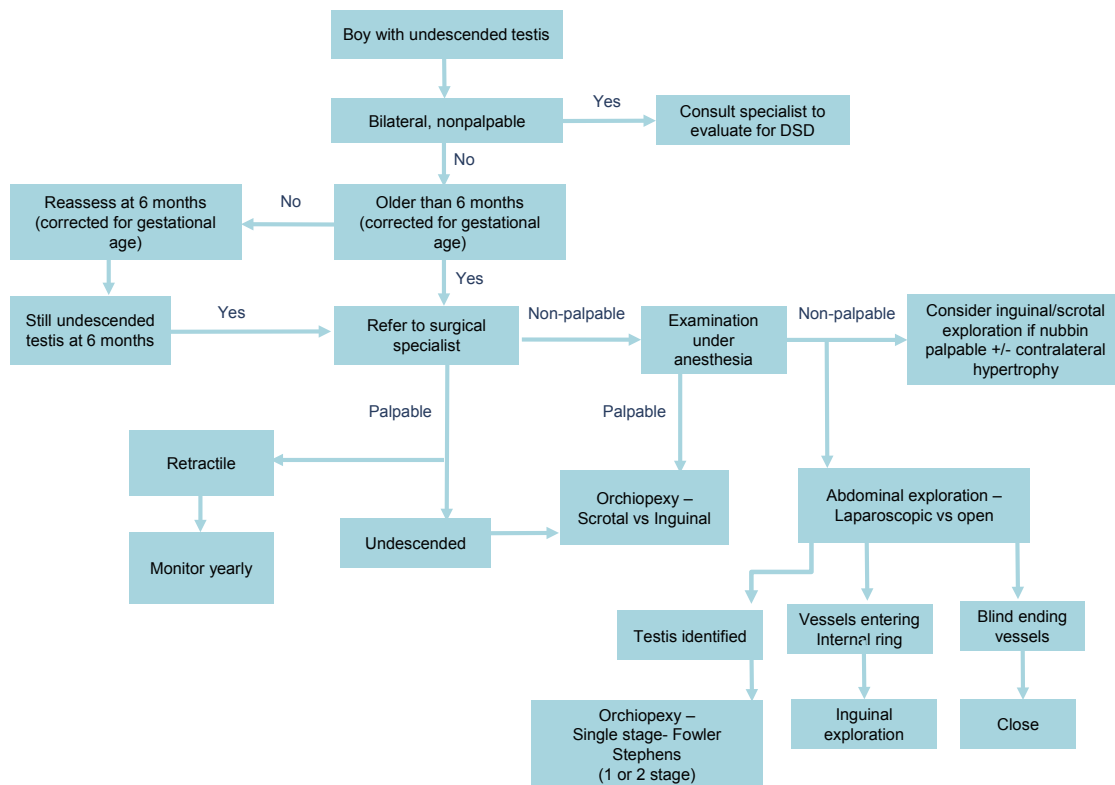 Boy with undescended testis
Bilateral, nonpalpable
Yes
Consult specialist to
evaluate for DSD
No
Older than 6 months
(corrected for gestational
age)
No
Reassess at 6 months
(corrected for gestational
age)
Yes
Still undescended
testis at 6 months
Yes
Refer to surgical
specialist
Non-palpable
Examination
under
anesthesia
Non-palpable
Consider inguinal/scrotal
exploration if nubbin
palpable +/- contralateral
hypertrophy
Palpable
Palpable
Retractile
Monitor yearly
Undescended
Orchiopexy –
Scrotal vs Inguinal
Abdominal exploration –
Laparoscopic vs open
Testis identified
Vessels entering
Internal ring
Blind ending
vessels
Orchiopexy –
Single stage- Fowler
Stephens
(1 or 2 stage)
Inguinal
exploration
Close